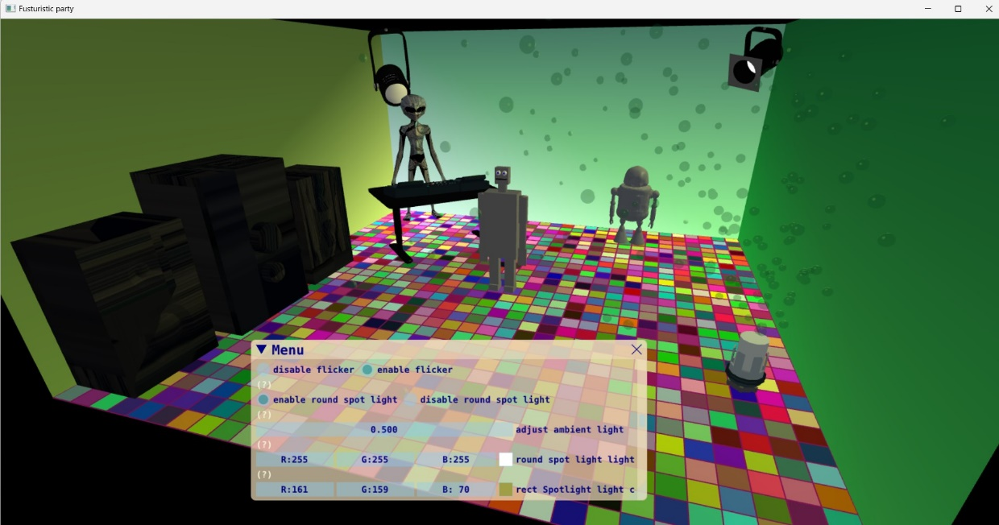 Fusturistic party
Menu
disable flicker enable flicker
(?)
enable round spot light disable round spot light
(?)
0.500 adjust ambient light
(?)
R:255 G:255 B:255 round spot light light
(?)
R:161 G:159 B: 70 rect Spotlight light c